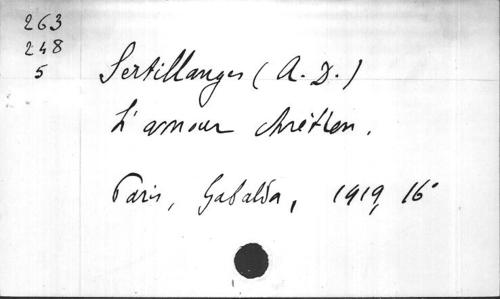 263
248
5
Sertillanges (A. D.)
L'amour chrétien.
Paris, Gabalda, 1919, 16°